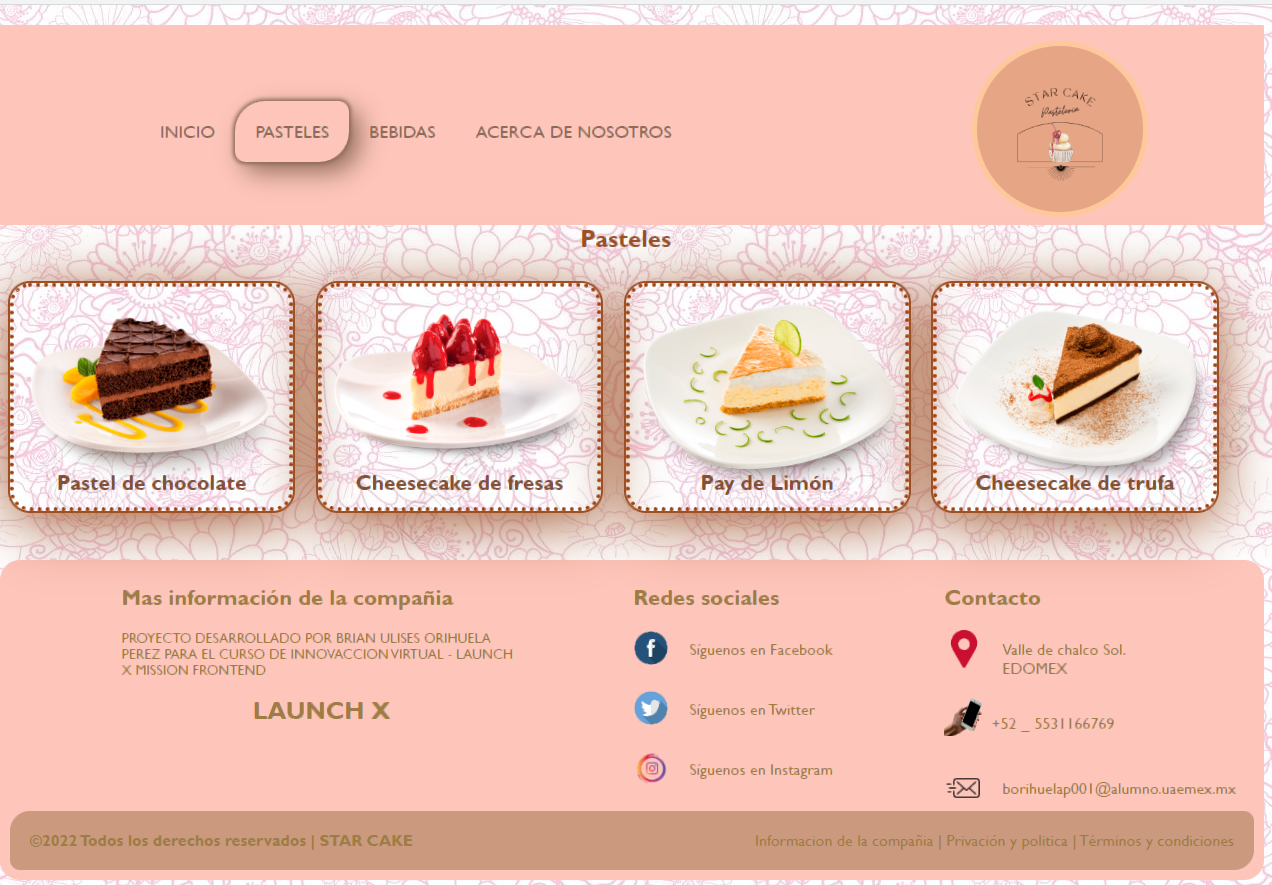 INICIO PASTELES BEBIDAS ACERCA DE NOSOTROS
STAR CAKE
Pastelería
Pasteles
Pastel de chocolate
Cheesecake de fresas
Pay de Limón
Cheesecake de trufa
Mas información de la compañia
PROYECTO DESARROLLADO POR BRIAN ULISES ORIHUELA
PEREZ PARA EL CURSO DE INNOVACCION VIRTUAL - LAUNCH
X MISSION FRONTEND
LAUNCH X
Redes sociales
Síguenos en Facebook
Síguenos en Twitter
Síguenos en Instagram
Contacto
Valle de chalco Sol.
EDOMEX
+52 _ 5531166769
borihuelap001@alumno.uaemex.mx
©2022 Todos los derechos reservados | STAR CAKE
Informacion de la compañia | Privación y politica | Términos y condiciones